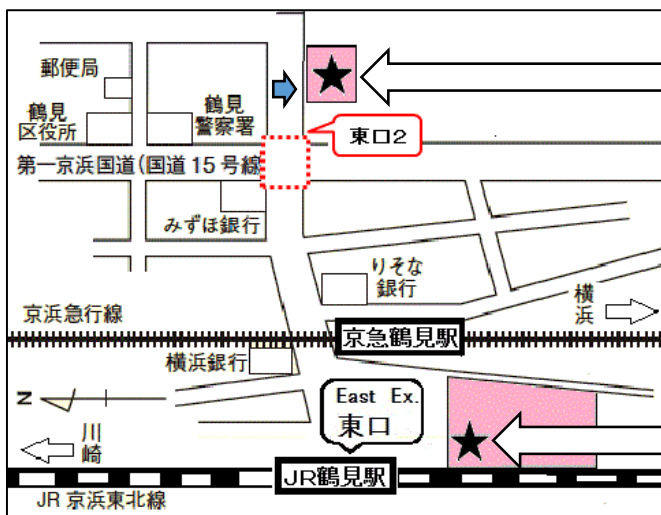 郵便局
鶴見
区役所
鶴見
警察署
東口2
第一京浜国道(国道15号線
みずほ銀行
りそな
銀行
横浜
京浜急行線
京急鶴見駅
横浜銀行
N
East Ex.
東口
川崎
JR鶴見駅
JR京浜東北線